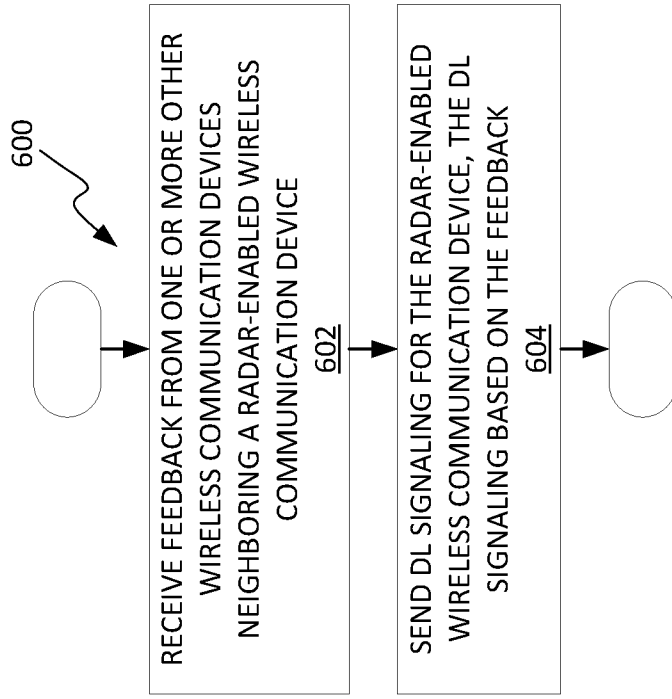 600
RECEIVE FEEDBACK FROM ONE OR MORE OTHER
WIRELESS COMMUNICATION DEVICES
NEIGHBORING A RADAR-ENABLED WIRELESS
COMMUNICATION DEVICE
602
SEND DL SIGNALING FOR THE RADAR-ENABLED
WIRELESS COMMUNICATION DEVICE, THE DL
SIGNALING BASED ON THE FEEDBACK
604